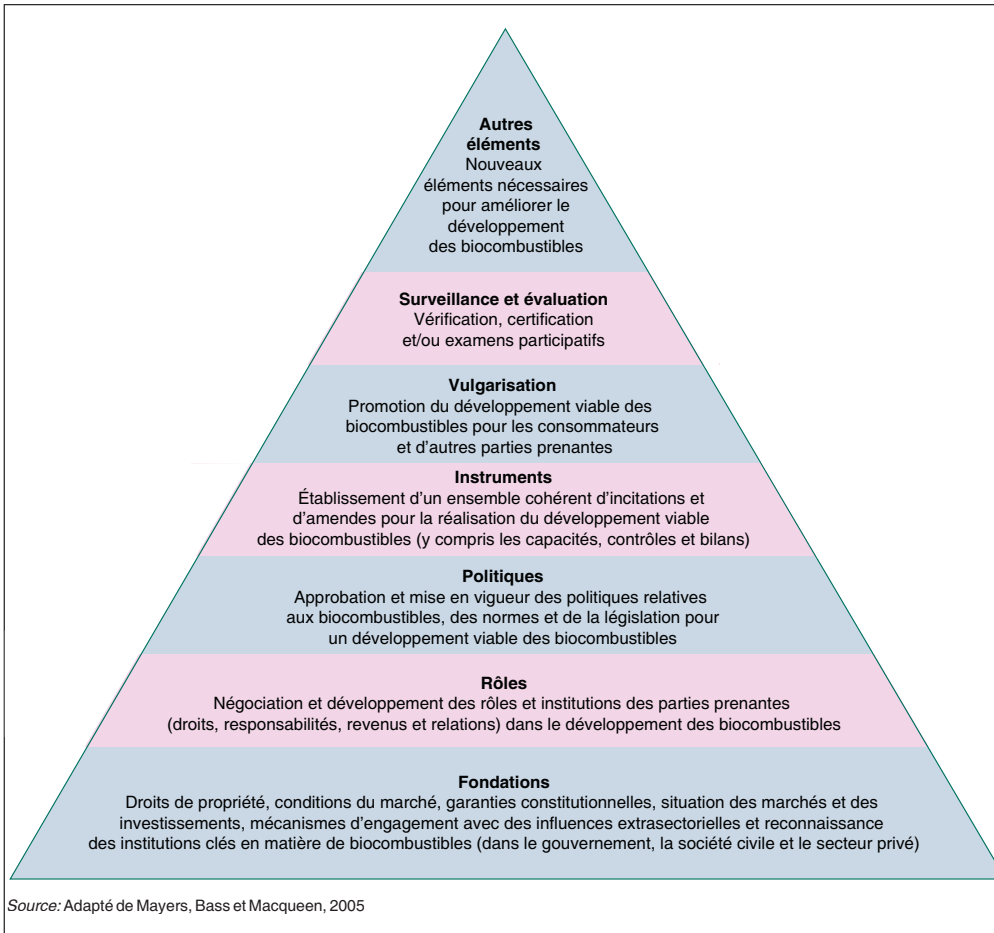 Autres
éléments
Nouveaux
éléments nécessaires
pour améliorer le
développement
des biocombustibles
Surveillance et évaluation
Vérification, certification
et/ou examens participatifs
Vulgarisation
Promotion du développement viable des
biocombustibles pour les consommateurs
et d'autres parties prenantes
Instruments
Établissement d'un ensemble cohérent d'incitations et
d'amendes pour la réalisation du développement viable
des biocombustibles (y compris les capacités, contrôles et bilans)
Politiques
Approbation et mise en vigueur des politiques relatives
aux biocombustibles, des normes et de la législation pour
un développement viable des biocombustibles
Rôles
Négociation et développement des rôles et institutions des parties prenantes
(droits, responsabilités, revenus et relations) dans le développement des biocombustibles
Fondations
Droits de propriété, conditions du marché, garanties constitutionnelles, situation des marchés et des
investissements, mécanismes d'engagement avec des influences extrasectorielles et reconnaissance
des institutions clés en matière de biocombustibles (dans le gouvernement, la société civile et le secteur privé)
Source: Adapté de Mayers, Bass et Macqueen, 2005